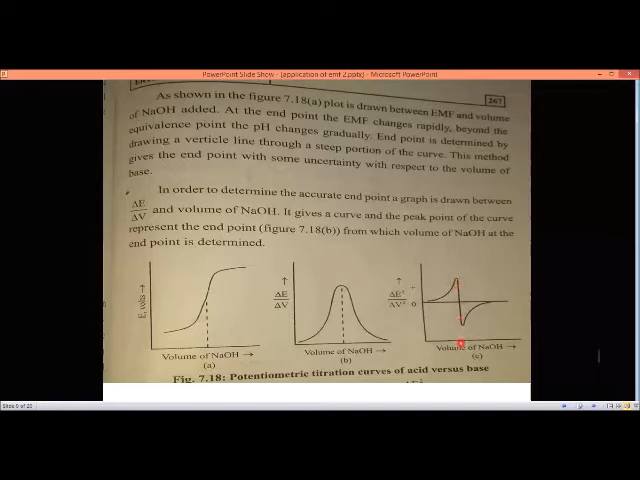 PowerPoint Slide Show - [application of emf 2.pptx] - Microsoft PowerPoint
267
As shown in the figure 7.18(a) plot is drawn between EMF and volume
of NaOH added. At the end point the EMF changes rapidly, beyond the
equivalence point the pH changes gradually. End point is determined by
drawing a verticle line through a steep portion of the curve. This method
gives the end point with some uncertainty with respect to the volume of
base.
In order to determine the accurate end point a graph is drawn between
ΔE/ΔV and volume of NaOH. It gives a curve and the peak point of the curve
represent the end point (figure 7.18(b) from which volume of NaOH at the
end point is determined.
E, volts →
Volume of NaOH →
(a)
↑
ΔE/ΔV
Volume of NaOH →
(b)
↑
ΔE²/ΔV²
+
0
Volume of NaOH →
(c)
Fig. 7.18: Potentiometric titration curves of acid versus base
Slide 9 of 20